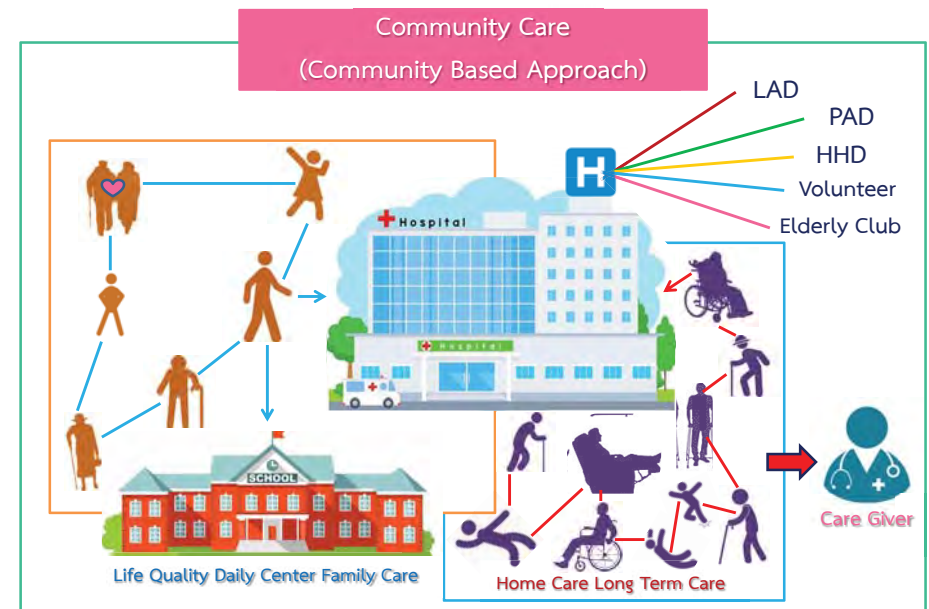 Community Care
(Community Based Approach)
LAD
PAD
HHD
Volunteer
Elderly Club
H
Hospital
Hospital
SCHOOL
Care Giver
Life Quality Daily Center Family Care
Home Care Long Term Care